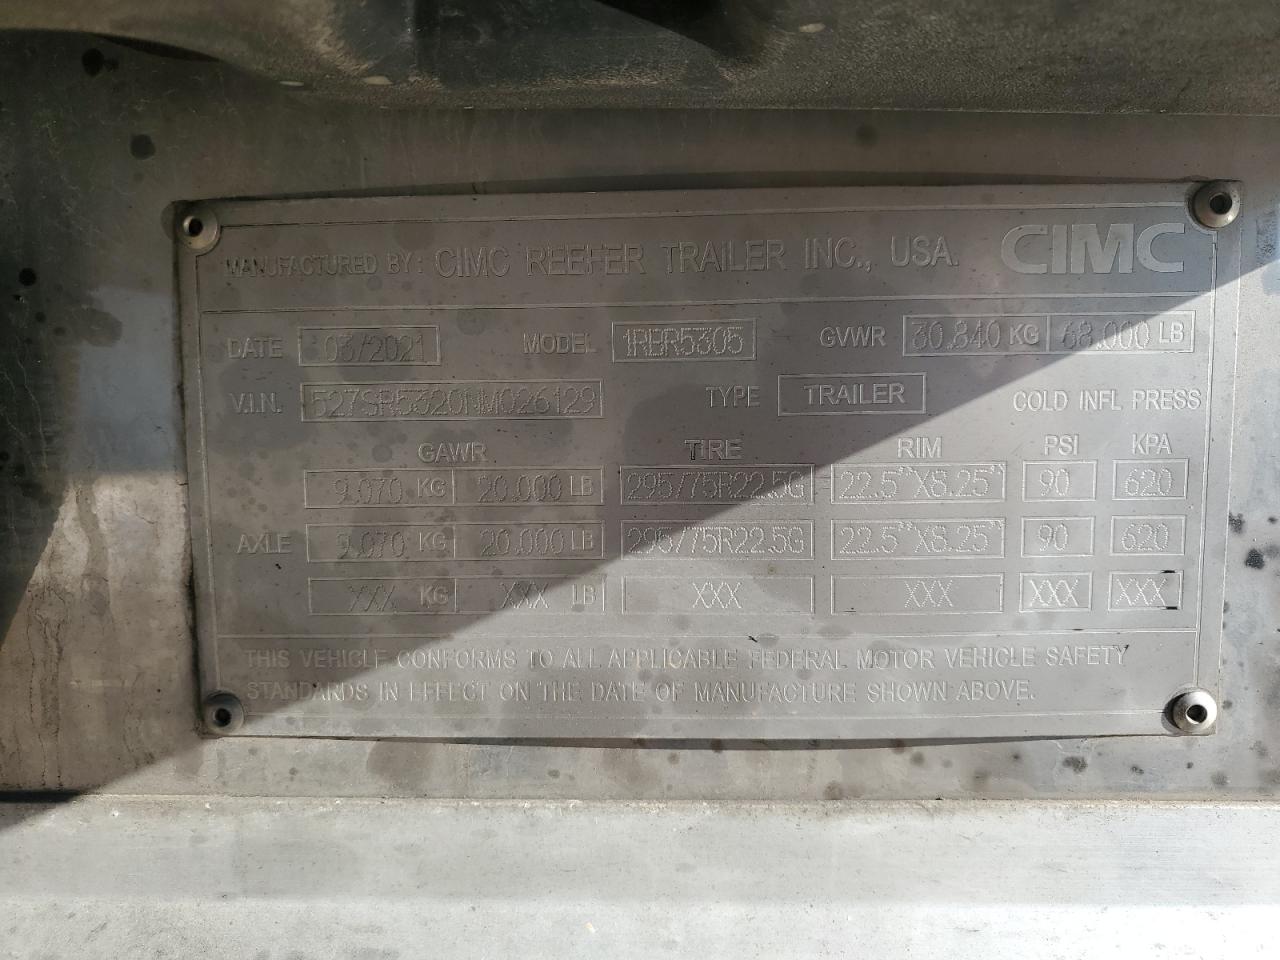 MANUFACTURED BY: CIMC REEFER TRAILER INC., USA. CIMC
DATE 03/2021 MODEL 1RBR5305 GVWR 30.840 KG 68.000 LB
V.I.N. 527SR5320NM026129 TYPE TRAILER COLD INFL PRESS
GAWR TIRE RIM PSI KPA
9.070 KG 20.000 LB 295/75R22.5G 22.5"X8.25" 90 620
AXLE 9.070 KG 20.000 LB 295/75R22.5G 22.5"X8.25" 90 620
XXX KG XXX LB XXX XXX XXX XXX
THIS VEHICLE CONFORMS TO ALL APPLICABLE FEDERAL MOTOR VEHICLE SAFETY
STANDARDS IN EFFECT ON THE DATE OF MANUFACTURE SHOWN ABOVE.